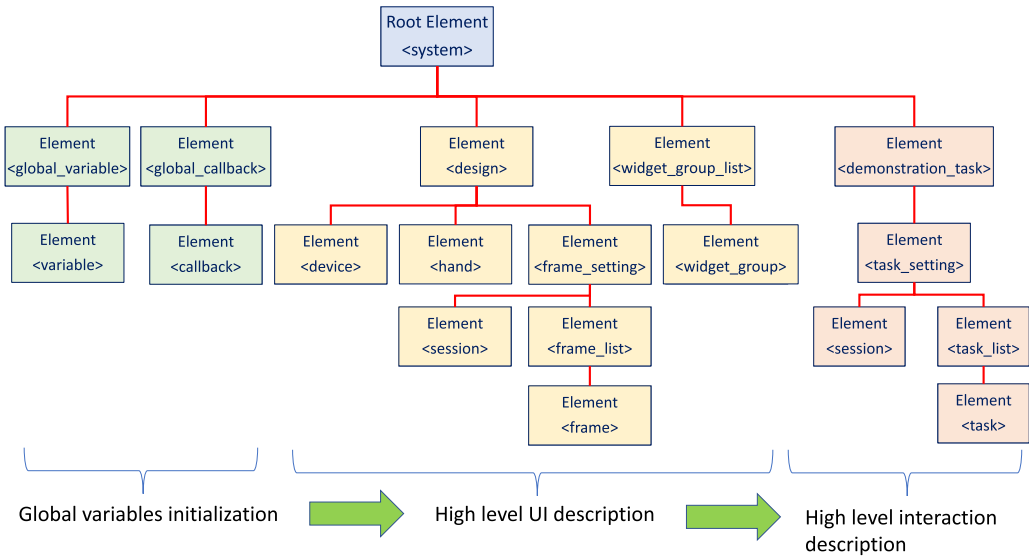 Root Element
<system>
Element
<global_variable>
Element
<global_callback>
Element
<design>
Element
<widget_group_list>
Element
<demonstration_task>
Element
<variable>
Element
<callback>
Element
<device>
Element
<hand>
Element
<frame_setting>
Element
<widget_group>
Element
<task_setting>
Element
<session>
Element
<frame_list>
Element
<session>
Element
<task_list>
Element
<frame>
Element
<task>
Global variables initialization
High level UI description
High level interaction
description